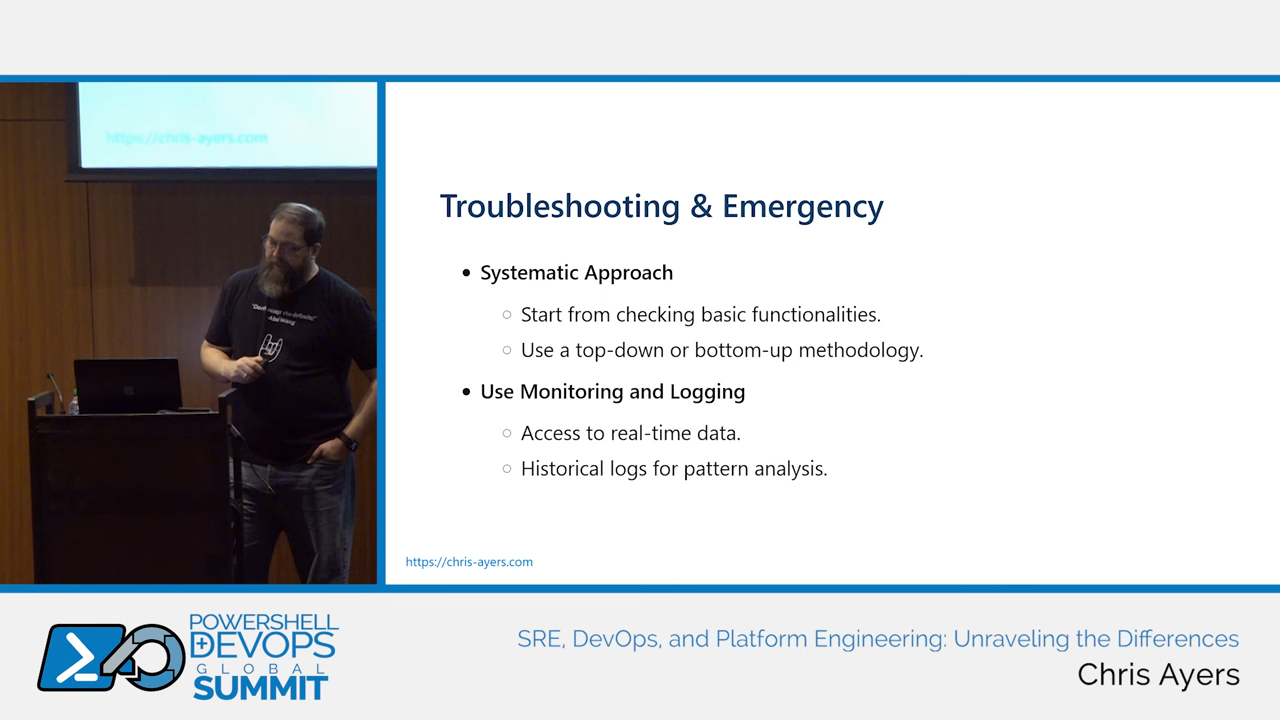 https://chris-ayers.com
Troubleshooting & Emergency
• Systematic Approach
○ Start from checking basic functionalities.
○ Use a top-down or bottom-up methodology.
• Use Monitoring and Logging
○ Access to real-time data.
○ Historical logs for pattern analysis.
https://chris-ayers.com
POWERSHELL
+DEVOPS
GLOBAL
SUMMIT
SRE, DevOps, and Platform Engineering: Unraveling the Differences
Chris Ayers